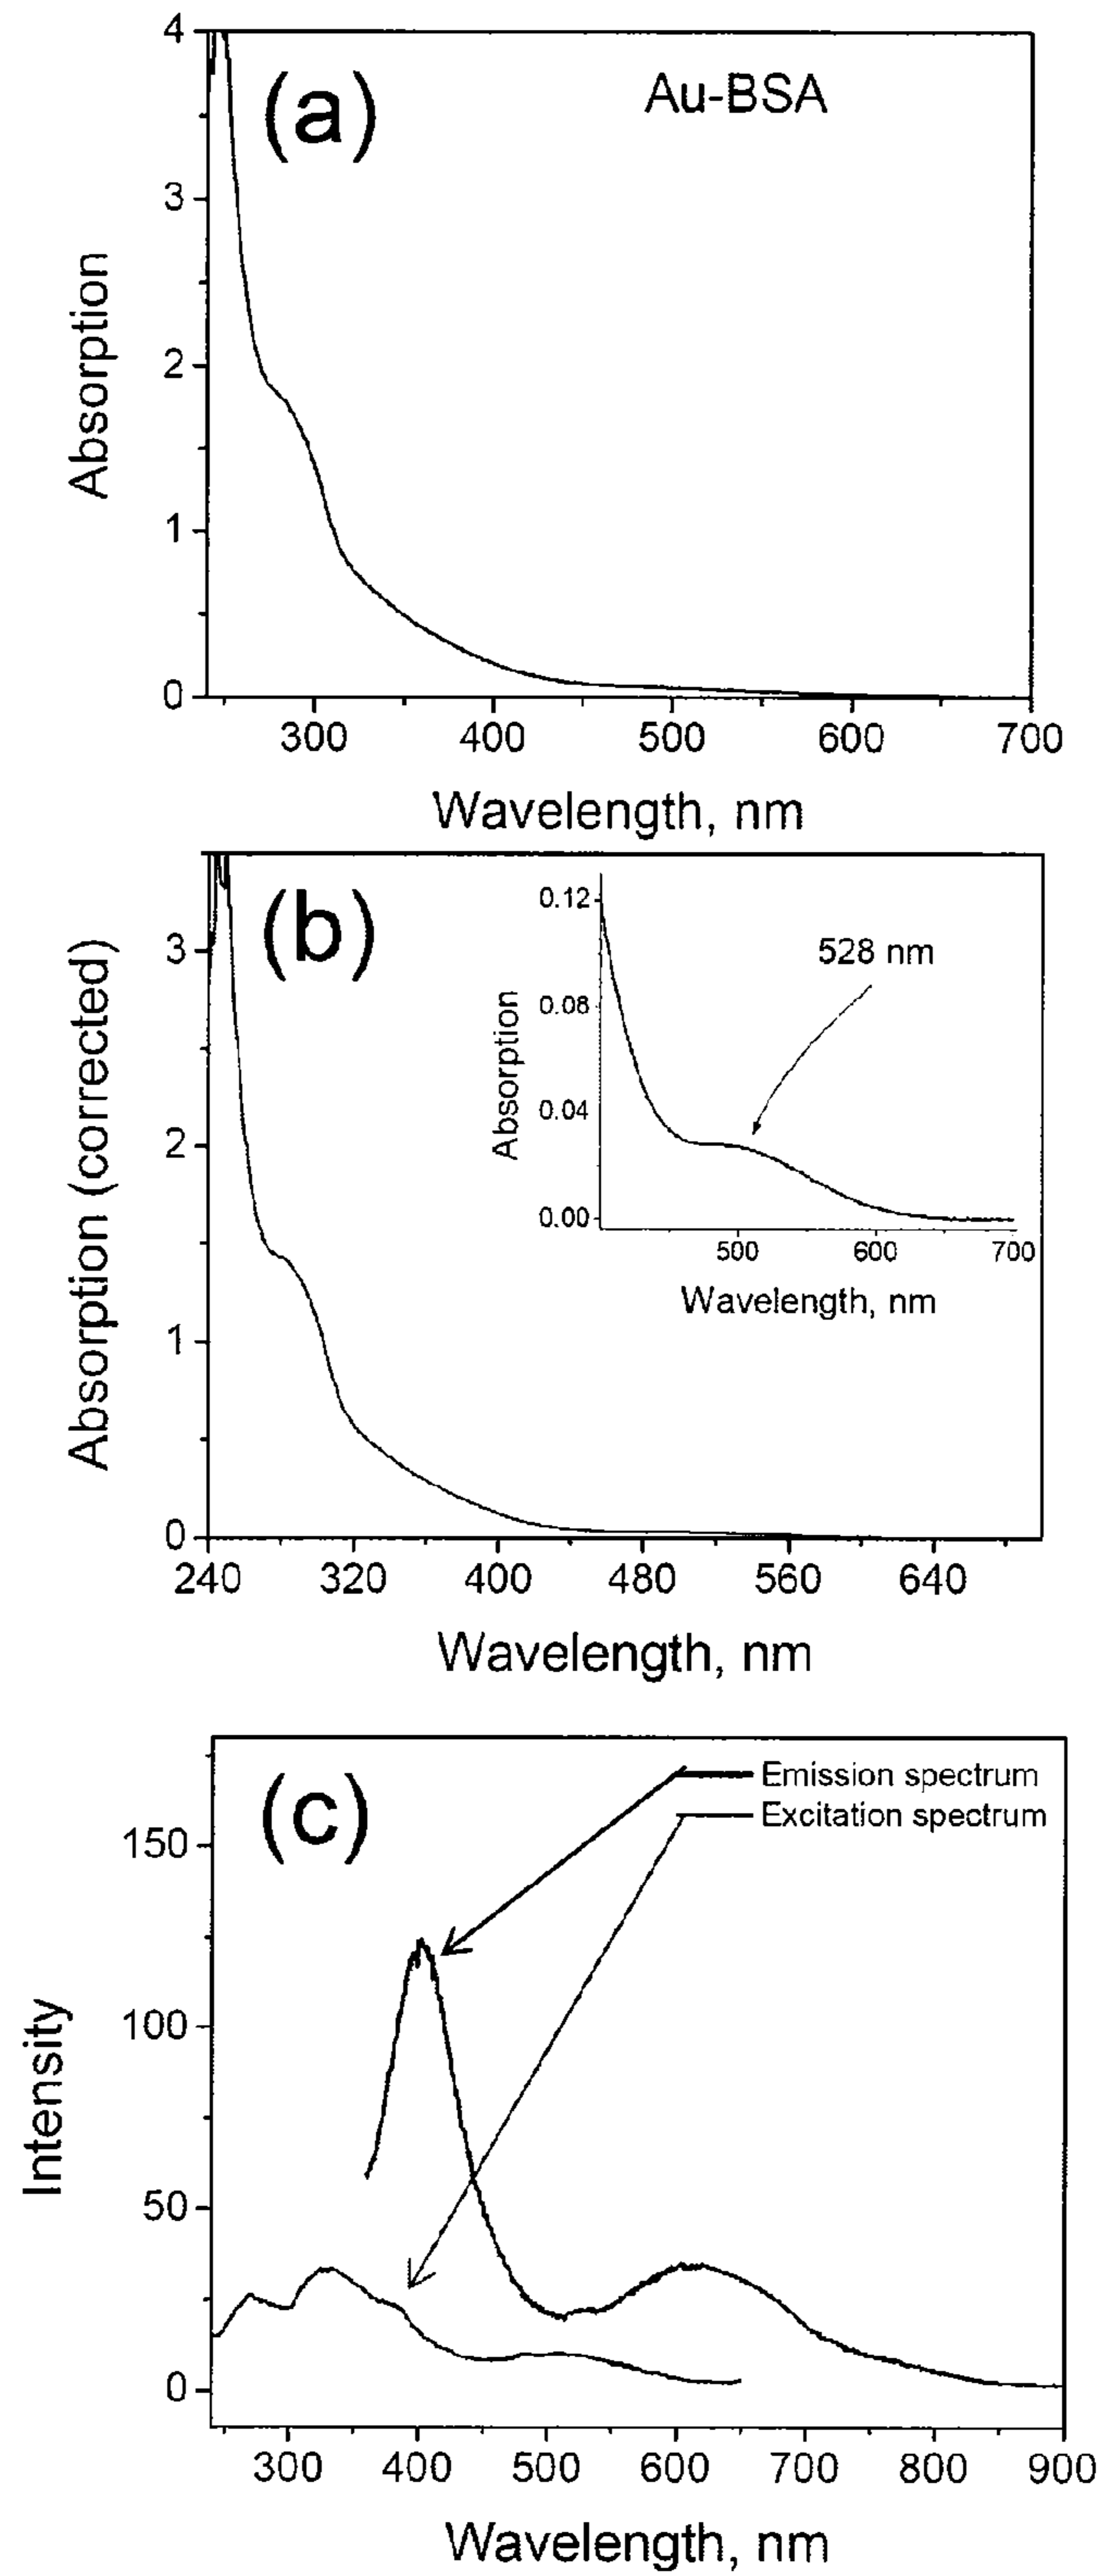 4
(a)
Au-BSA
3
2
1
0
Absorption
300 400 500 600 700
Wavelength, nm
(b)
3
2
1
0
Absorption (corrected)
0.12
528 nm
0.08
0.04
0.00
Absorption
500 600 700
Wavelength, nm
240 320 400 480 560 640
Wavelength, nm
(c)
Emission spectrum
Excitation spectrum
150
100
50
0
Intensity
300 400 500 600 700 800 900
Wavelength, nm